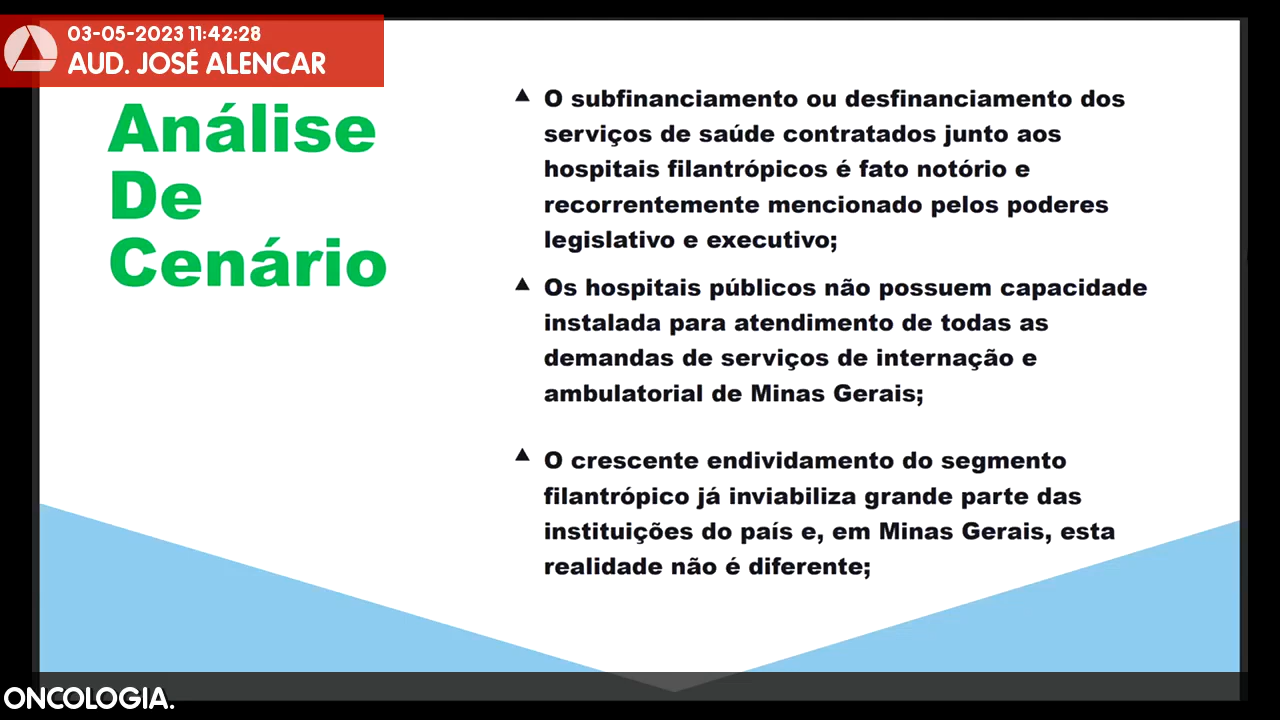 03-05-2023 11:42:28
AUD. JOSÉ ALENCAR
Análise
De
Cenário
O subfinanciamento ou desfinanciamento dos
serviços de saúde contratados junto aos
hospitais filantrópicos é fato notório e
recorrentemente mencionado pelos poderes
legislativo e executivo;
Os hospitais públicos não possuem capacidade
instalada para atendimento de todas as
demandas de serviços de internação e
ambulatorial de Minas Gerais;
O crescente endividamento do segmento
filantrópico já inviabiliza grande parte das
instituições do país e, em Minas Gerais, esta
realidade não é diferente;
ONCOLOGIA.